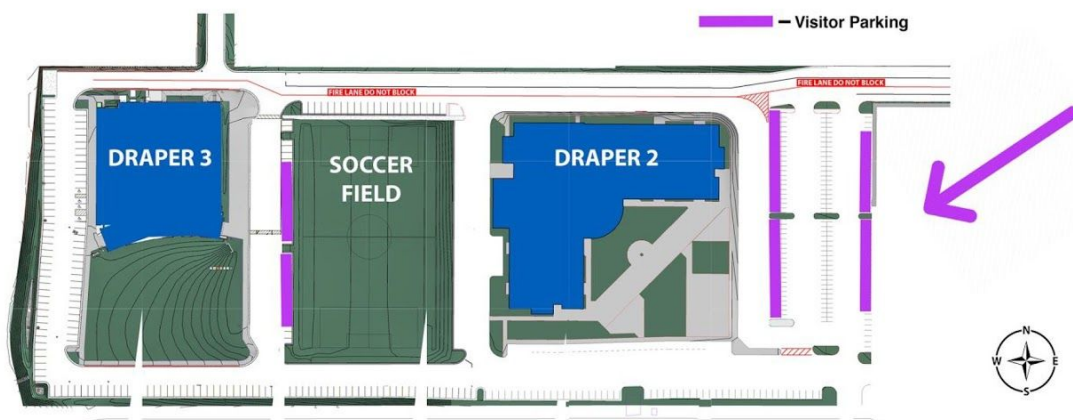 – Visitor Parking
FIRE LANE DO NOT BLOCK
FIRE LANE DO NOT BLOCK
DRAPER 3
SOCCER
FIELD
DRAPER 2
N
W E
S